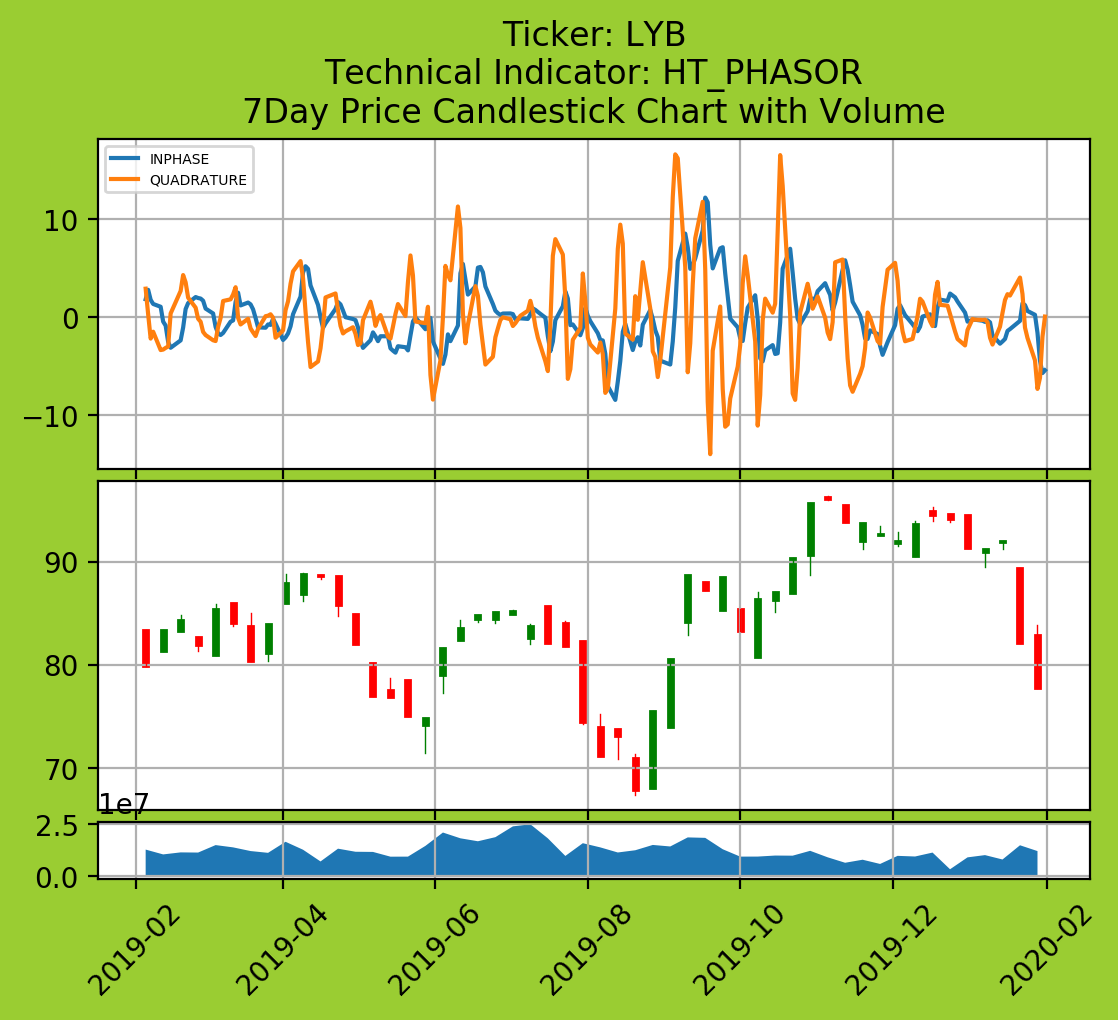 Ticker: LYB
Technical Indicator: HT_PHASOR
7Day Price Candlestick Chart with Volume
INPHASE
QUADRATURE
10
0
−10
90
80
70
1e7
2.5
0.0
2019-02
2019-04
2019-06
2019-08
2019-10
2019-12
2020-02